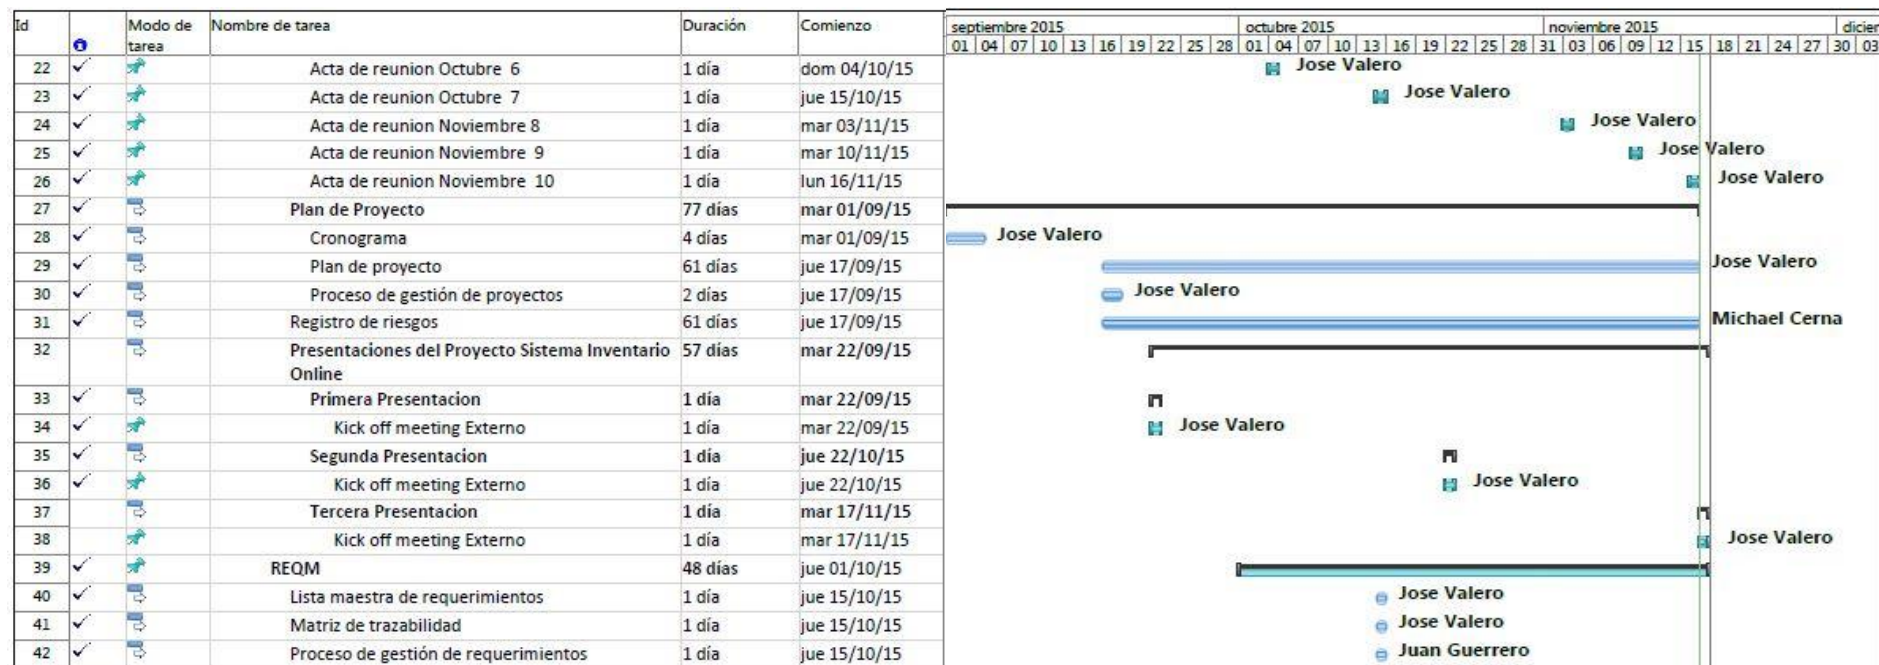 Id Modo de tarea Nombre de tarea Duración Comienzo septiembre 2015 octubre 2015 noviembre 2015 dicier
01 04 07 10 13 16 19 22 25 28 01 04 07 10 13 16 19 22 25 28 31 03 06 09 12 15 18 21 24 27 30 03
22 Acta de reunion Octubre 6 1 día dom 04/10/15 Jose Valero
23 Acta de reunion Octubre 7 1 día jue 15/10/15 Jose Valero
24 Acta de reunion Noviembre 8 1 día mar 03/11/15 Jose Valero
25 Acta de reunion Noviembre 9 1 día mar 10/11/15 Jose Valero
26 Acta de reunion Noviembre 10 1 día lun 16/11/15 Jose Valero
27 Plan de Proyecto 77 días mar 01/09/15
28 Cronograma 4 días mar 01/09/15 Jose Valero
29 Plan de proyecto 61 días jue 17/09/15 Jose Valero
30 Proceso de gestión de proyectos 2 días jue 17/09/15 Jose Valero
31 Registro de riesgos 61 días jue 17/09/15 Michael Cerna
32 Presentaciones del Proyecto Sistema Inventario 57 días mar 22/09/15
Online
33 Primera Presentacion 1 día mar 22/09/15
34 Kick off meeting Externo 1 día mar 22/09/15 Jose Valero
35 Segunda Presentacion 1 día jue 22/10/15
36 Kick off meeting Externo 1 día jue 22/10/15 Jose Valero
37 Tercera Presentacion 1 día mar 17/11/15
38 Kick off meeting Externo 1 día mar 17/11/15 Jose Valero
39 REQM 48 días jue 01/10/15
40 Lista maestra de requerimientos 1 día jue 15/10/15 Jose Valero
41 Matriz de trazabilidad 1 día jue 15/10/15 Jose Valero
42 Proceso de gestión de requerimientos 1 día jue 15/10/15 Juan Guerrero